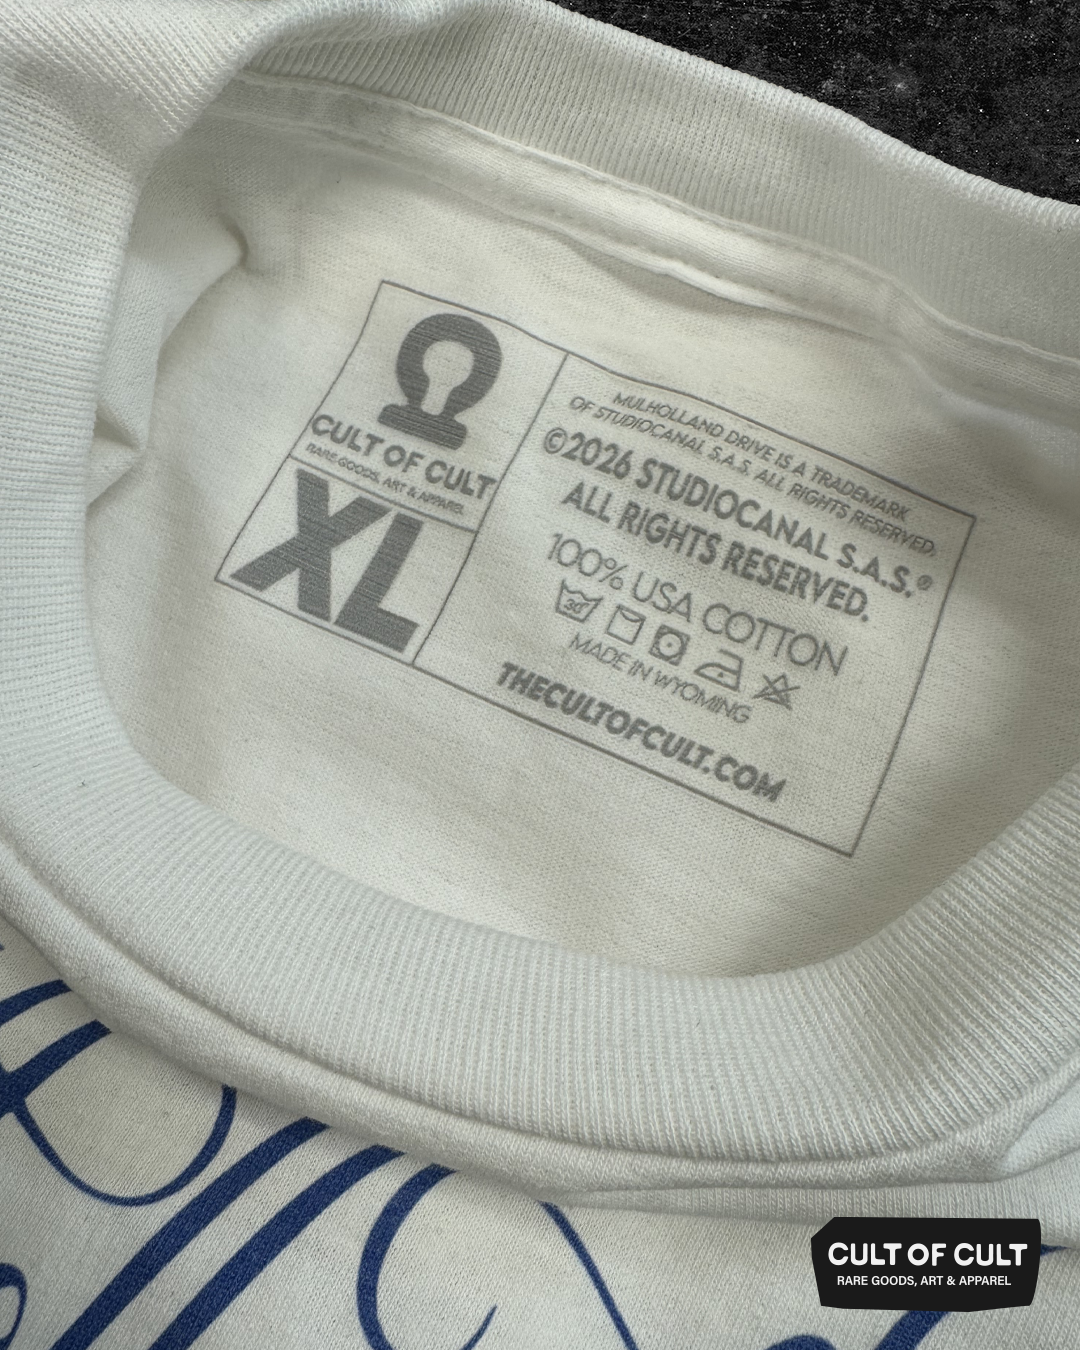 CULT OF CULT
RARE GOODS, ART & APPAREL
XL
MULHOLLAND DRIVE IS A TRADEMARK
OF STUDIOCANAL S.A.S. ALL RIGHTS RESERVED.
©2026 STUDIOCANAL S.A.S.®
ALL RIGHTS RESERVED.
100% USA COTTON
30°
MADE IN WYOMING
THECULTOFCULT.COM
CULT OF CULT
RARE GOODS, ART & APPAREL